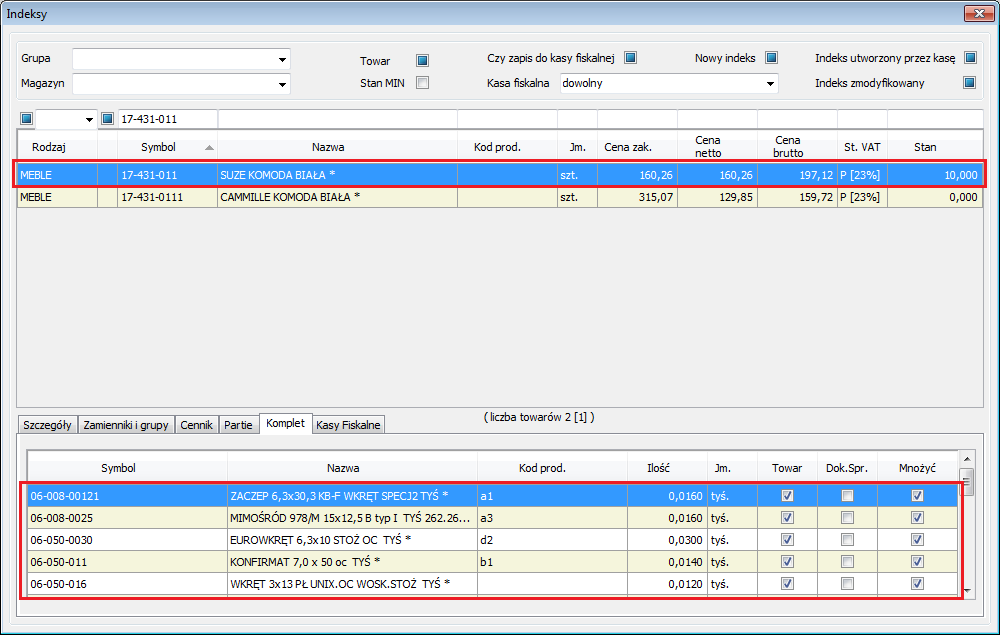 Indeksy
Grupa Towar Czy zapis do kasy fiskalnej Nowy indeks Indeks utworzony przez kasę
Magazyn Stan MIN Kasa fiskalna dowolny Indeks zmodyfikowany
17-431-011
Rodzaj Symbol Nazwa Kod prod. Jm. Cena zak. Cena netto Cena brutto St. VAT Stan
MEBLE 17-431-011 SUZE KOMODA BIAŁA * szt. 160,26 160,26 197,12 P [23%] 10,000
MEBLE 17-431-0111 CAMMILLE KOMODA BIAŁA * szt. 315,07 129,85 159,72 P [23%] 0,000
( liczba towarów 2 [1] )
Szczegóły Zamienniki i grupy Cennik Partie Komplet Kasy Fiskalne
Symbol Nazwa Kod prod. Ilość Jm. Towar Dok.Spr. Mnożyć
06-008-00121 ZACZEP 6,3x30,3 KB-F WKRĘT SPECJ2 TYŚ * a1 0,0160 tyś.
06-008-0025 MIMOŚRÓD 978/M 15x12,5 B typ I TYŚ 262.26... a3 0,0160 tyś.
06-050-0030 EUROWKRĘT 6,3x10 STOŻ OC TYŚ * d2 0,0300 tyś.
06-050-011 KONFIRMAT 7,0 x 50 oc TYŚ * b1 0,0140 tyś.
06-050-016 WKRĘT 3x13 PŁ UNIX.OC WOSK.STOŻ TYŚ * 0,0120 tyś.